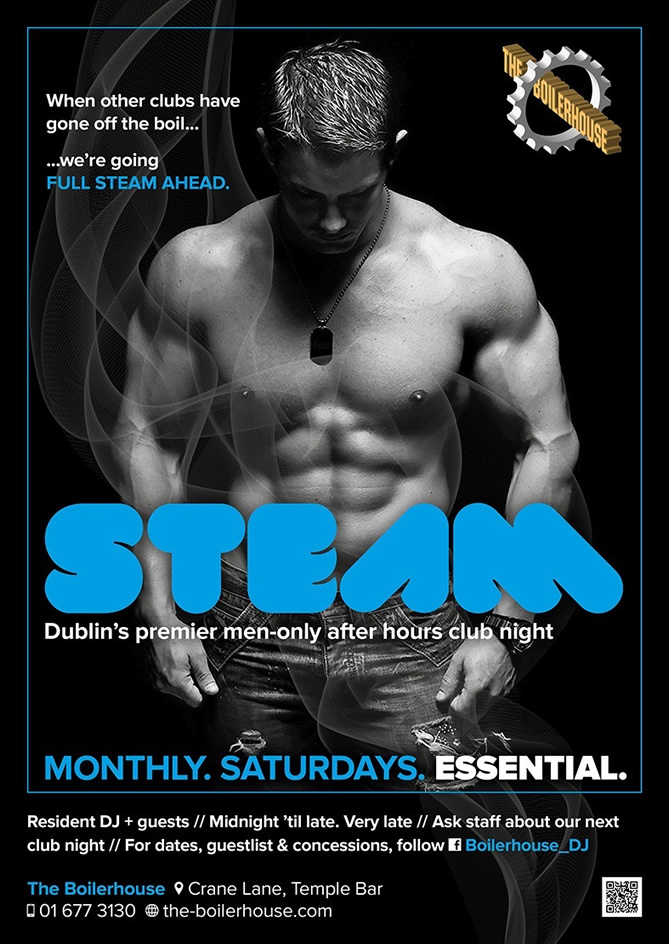 When other clubs have
gone off the boil...
...we're going
FULL STEAM AHEAD.
THE
BOILERHOUSE
STEAM
Dublin's premier men-only after hours club night
MONTHLY. SATURDAYS. ESSENTIAL.
Resident DJ + guests // Midnight 'til late. Very late // Ask staff about our next
club night // For dates, guestlist & concessions, follow Boilerhouse_DJ
The Boilerhouse Crane Lane, Temple Bar
01 677 3130 the-boilerhouse.com